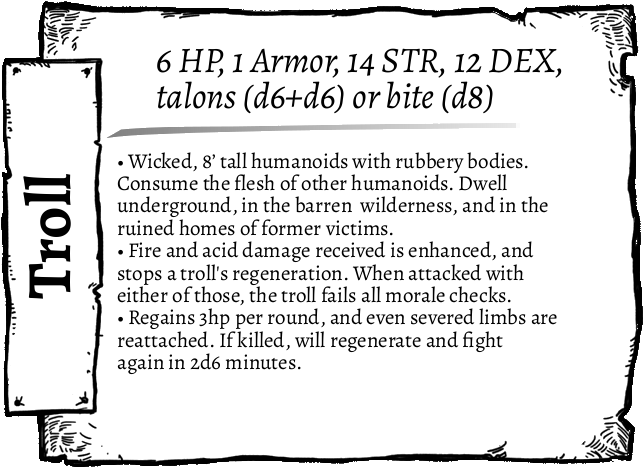 Troll
6 HP, 1 Armor, 14 STR, 12 DEX,
talons (d6+d6) or bite (d8)
• Wicked, 8’ tall humanoids with rubbery bodies.
Consume the flesh of other humanoids. Dwell
underground, in the barren wilderness, and in the
ruined homes of former victims.
• Fire and acid damage received is enhanced, and
stops a troll's regeneration. When attacked with
either of those, the troll fails all morale checks.
• Regains 3hp per round, and even severed limbs are
reattached. If killed, will regenerate and fight
again in 2d6 minutes.